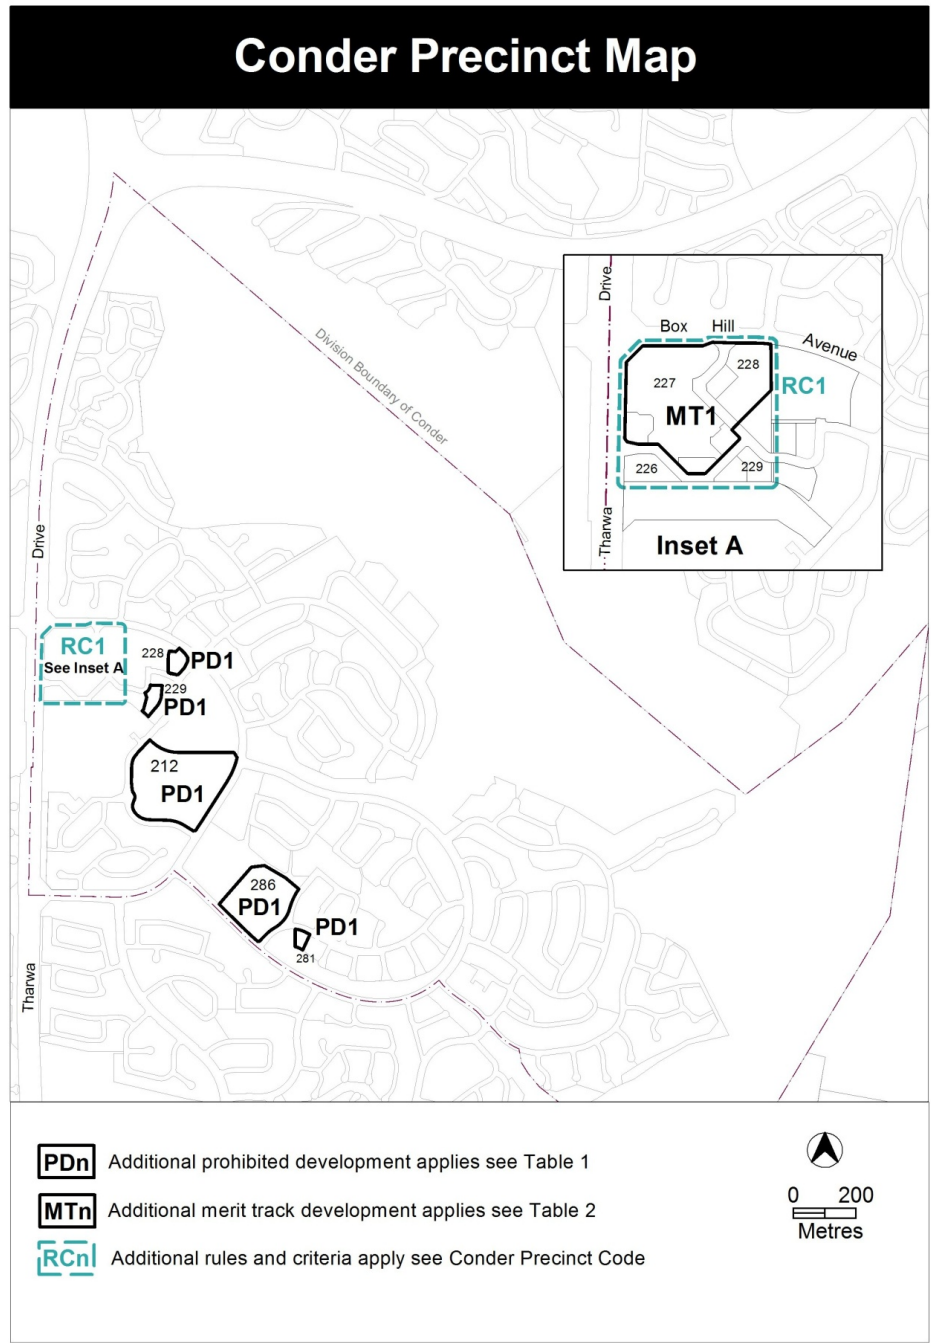 Conder Precinct Map
Division Boundary of Conder
Drive
Box Hill Avenue
228
227
RC1
MT1
226
229
Tharwa
Inset A
Drive
RC1
See Inset A
228
PD1
229
PD1
212
PD1
286
PD1
PD1
281
Tharwa
PDn Additional prohibited development applies see Table 1
MTn Additional merit track development applies see Table 2
RCn Additional rules and criteria apply see Conder Precinct Code
0 200
Metres